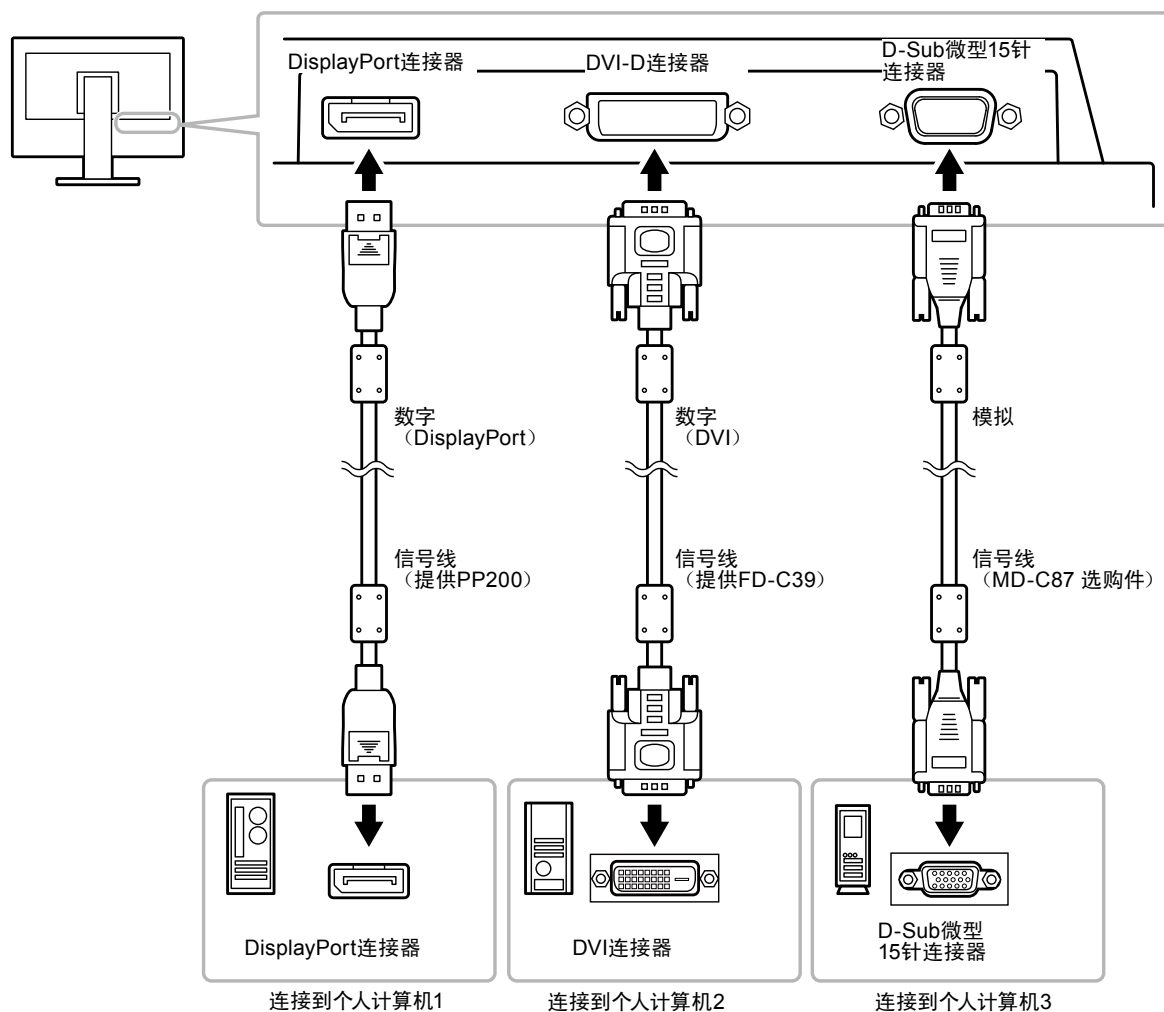 DisplayPort连接器
DVI-D连接器
D-Sub微型15针
连接器
数字
（DisplayPort）
数字
（DVI）
模拟
信号线
（提供PP200）
信号线
（提供FD-C39）
信号线
（MD-C87 选购件）
DisplayPort连接器
DVI连接器
D-Sub微型
15针连接器
连接到个人计算机1
连接到个人计算机2
连接到个人计算机3